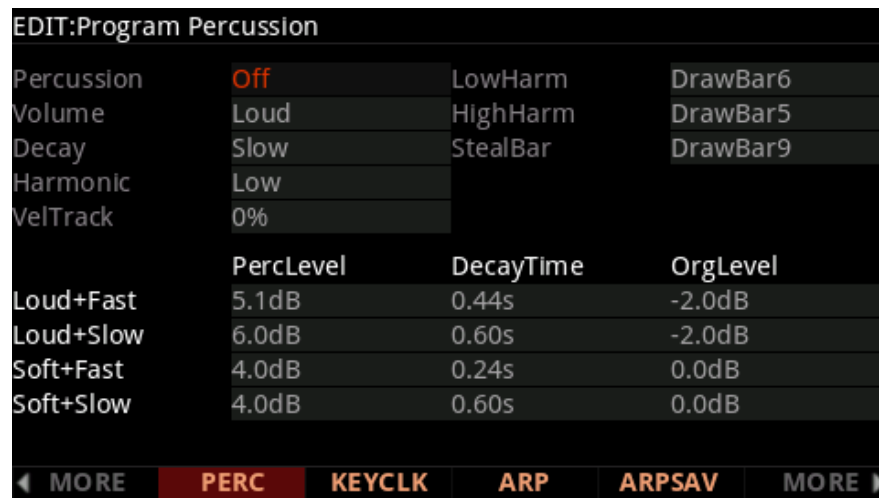 EDIT:Program Percussion
Percussion Off LowHarm DrawBar6
Volume Loud HighHarm DrawBar5
Decay Slow StealBar DrawBar9
Harmonic Low
VelTrack 0%
PercLevel DecayTime OrgLevel
Loud+Fast 5.1dB 0.44s -2.0dB
Loud+Slow 6.0dB 0.60s -2.0dB
Soft+Fast 4.0dB 0.24s 0.0dB
Soft+Slow 4.0dB 0.60s 0.0dB
MORE PERC KEYCLK ARP ARPSAV MORE